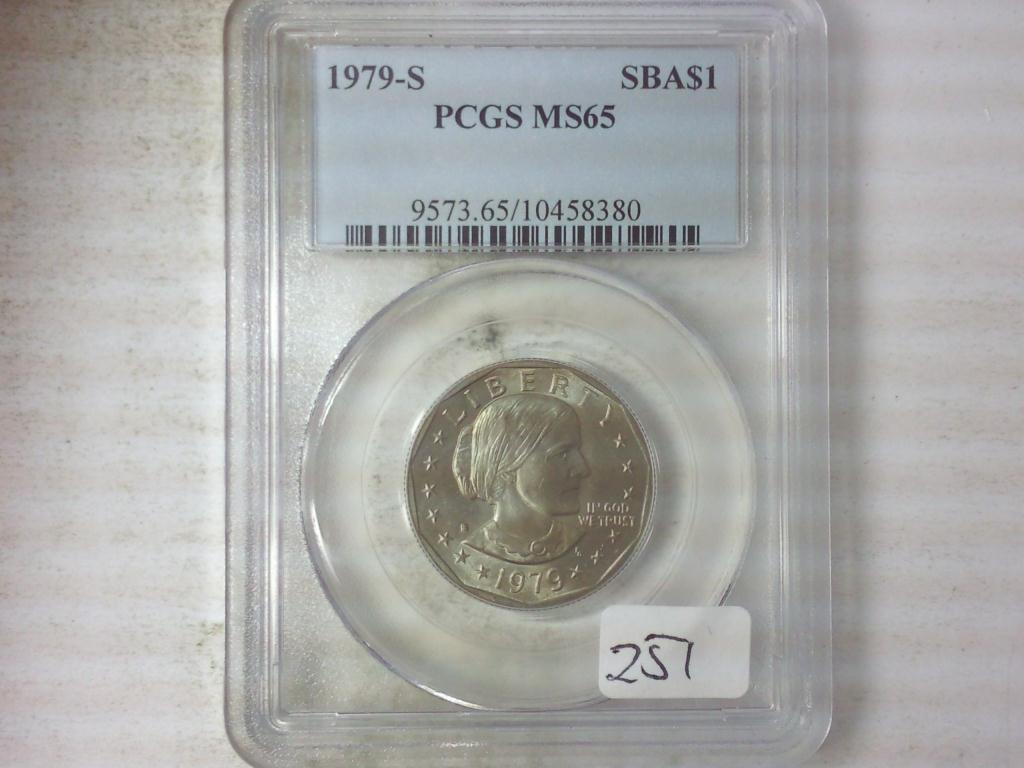 1979-S SBA$1
PCGS MS65
9573.65/10458380
LIBERTY
IN GOD
WE TRUST
S
1979
257